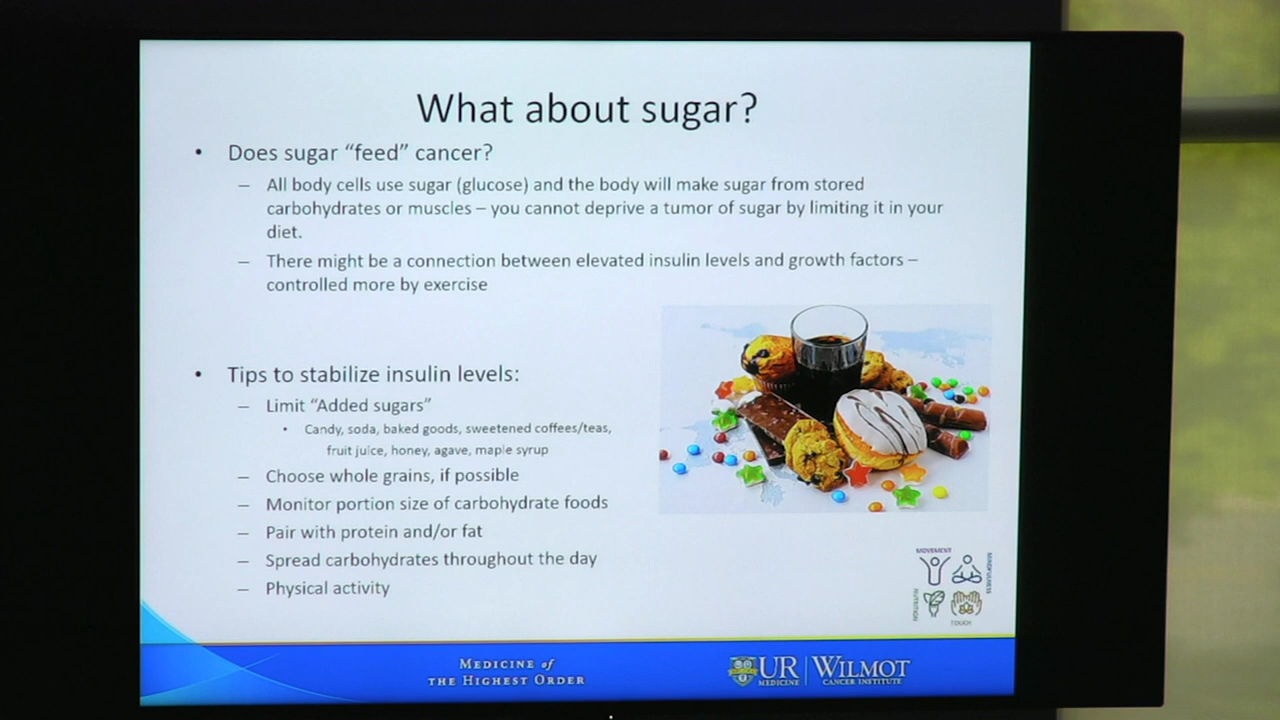 What about sugar?
• Does sugar “feed” cancer?
– All body cells use sugar (glucose) and the body will make sugar from stored
carbohydrates or muscles – you cannot deprive a tumor of sugar by limiting it in your
diet.
– There might be a connection between elevated insulin levels and growth factors –
controlled more by exercise
• Tips to stabilize insulin levels:
– Limit “Added sugars”
• Candy, soda, baked goods, sweetened coffees/teas,
fruit juice, honey, agave, maple syrup
– Choose whole grains, if possible
– Monitor portion size of carbohydrate foods
– Pair with protein and/or fat
– Spread carbohydrates throughout the day
– Physical activity
MOVEMENT
MINDFULNESS
NUTRITION
TOUCH
MEDICINE of
THE HIGHEST ORDER
UR
MEDICINE
WILMOT
CANCER INSTITUTE